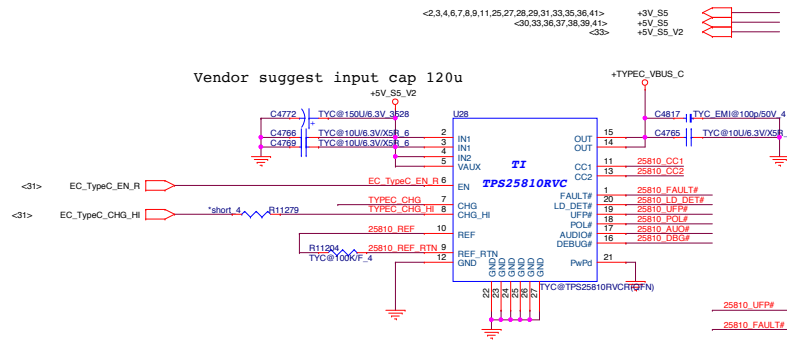 <2,3,4,6,7,8,9,11,25,27,28,29,31,33,35,36,41> +3V_S5
<30,33,36,37,38,39,41> +5V_S5
<33> +5V_S5_V2
Vendor suggest input cap 120u
+5V_S5_V2
+TYPEC_VBUS_C
C4772 TYC@150U/6.3V_3528
+
C4766 TYC@10U/6.3V/X5R_6
C4769 TYC@10U/6.3V/X5R_6
U28
2 IN1
3 IN1
4 IN2
5 VAUX
TI
TPS25810RVC
OUT 15
OUT 14
C4817 TYC_EMI@100p/50V_4
C4765 TYC@10U/6.3V/X5R_
CC1 11 25810_CC1
CC2 13 25810_CC2
<31> EC_TypeC_EN_R EC_TypeC_EN_R 6 EN
<31> EC_TypeC_CHG_HI *short_4 R11279
TYPEC_CHG 7 CHG
TYPEC_CHG_HI 8 CHG_HI
FAULT# 1 25810_FAULT#
LD_DET# 20 25810_LD_DET#
UFP# 19 25810_UFP#
POL# 18 25810_POL#
AUDIO# 17 25810_AUO#
DEBUG# 16 25810_DBG#
25810_REF 10 REF
R11204 25810_REF_RTN 9 REF_RTN
TYC@100K/F_4
12 GND
PwPd 21
GND GND GND GND GND GND
22 23 24 25 26 27
TYC@TPS25810RVCR(QFN)
25810_UFP#
25810_FAULT#